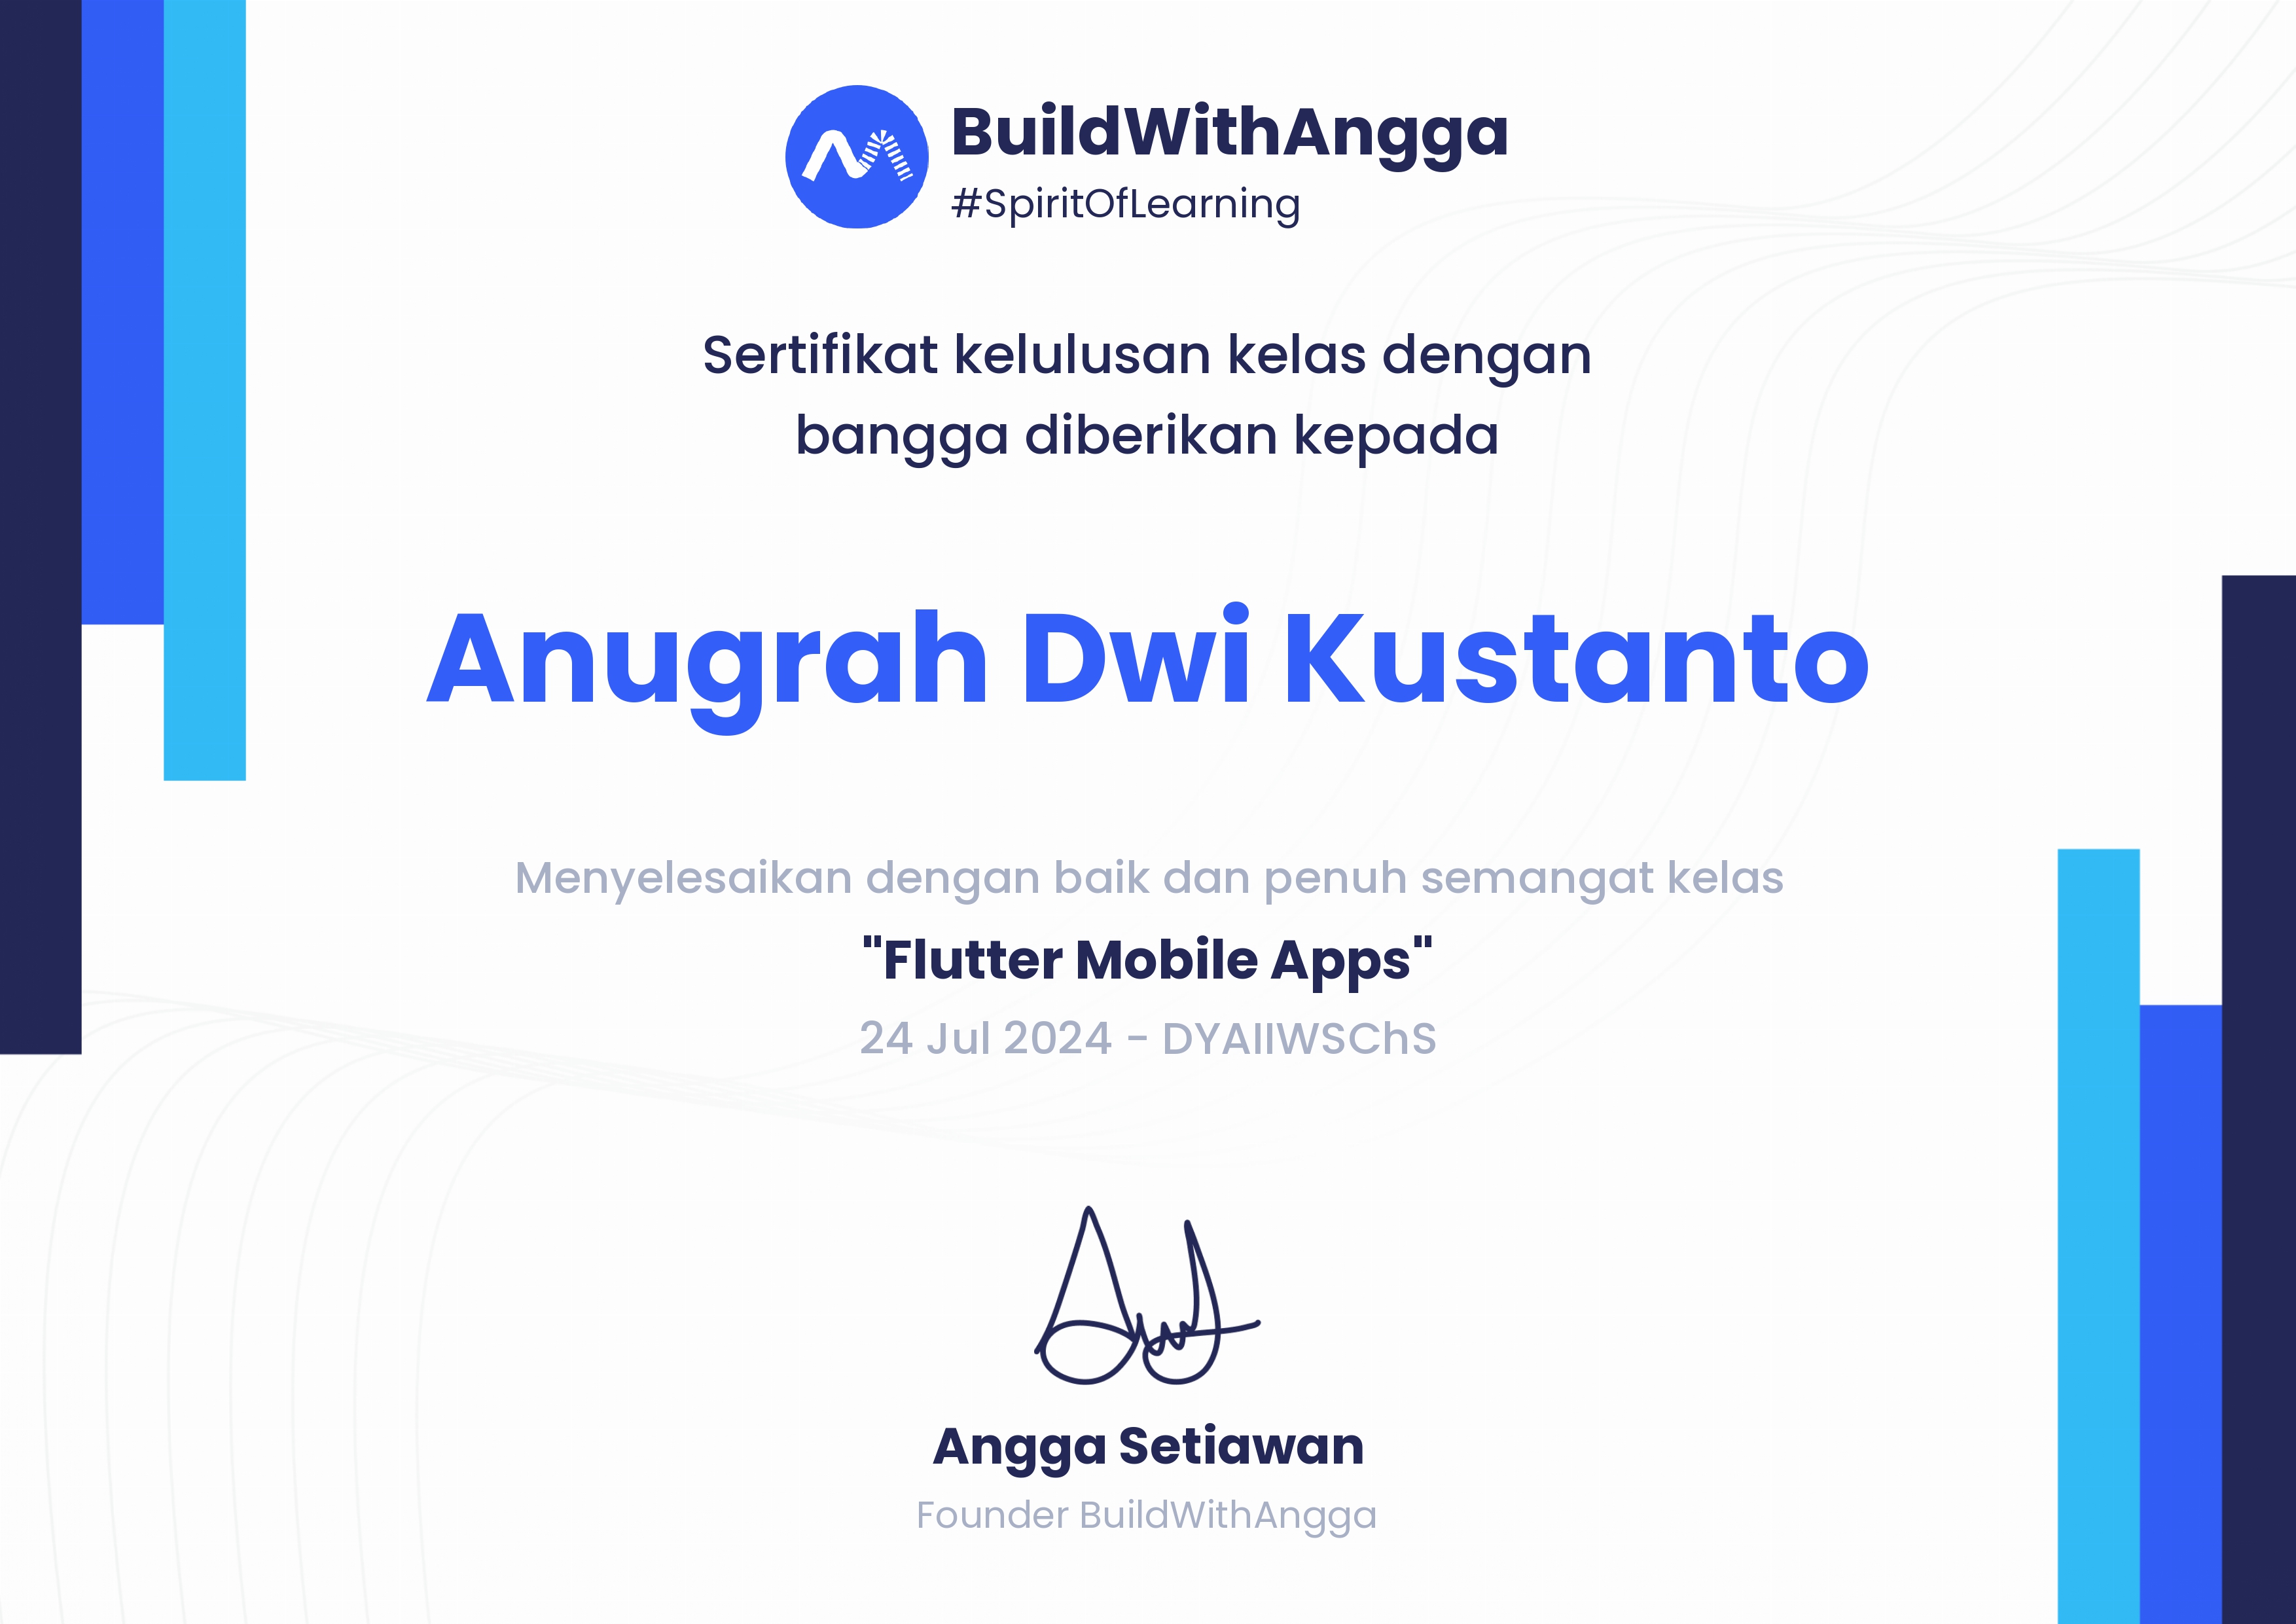 BuildWithAngga
#SpiritOfLearning
Sertifikat kelulusan kelas dengan
bangga diberikan kepada
Anugrah Dwi Kustanto
Menyelesaikan dengan baik dan penuh semangat kelas
"Flutter Mobile Apps"
24 Jul 2024 - DYAIIWSChS
Angga Setiawan
Founder BuildWithAngga